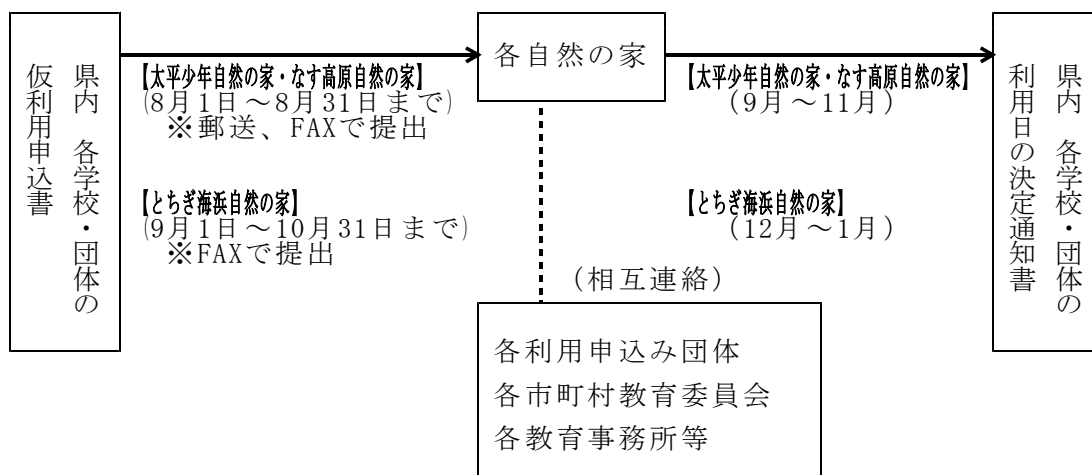 県内 各学校・団体の
仮利用申込書
【太平少年自然の家・なす高原自然の家】
(8月1日～8月31日まで)
※郵送、FAXで提出
【とちぎ海浜自然の家】
(9月1日～10月31日まで)
※FAXで提出
各自然の家
(相互連絡)
各利用申込み団体
各市町村教育委員会
各教育事務所等
【太平少年自然の家・なす高原自然の家】
(9月～11月)
【とちぎ海浜自然の家】
(12月～1月)
県内 各学校・団体の
利用日の決定通知書